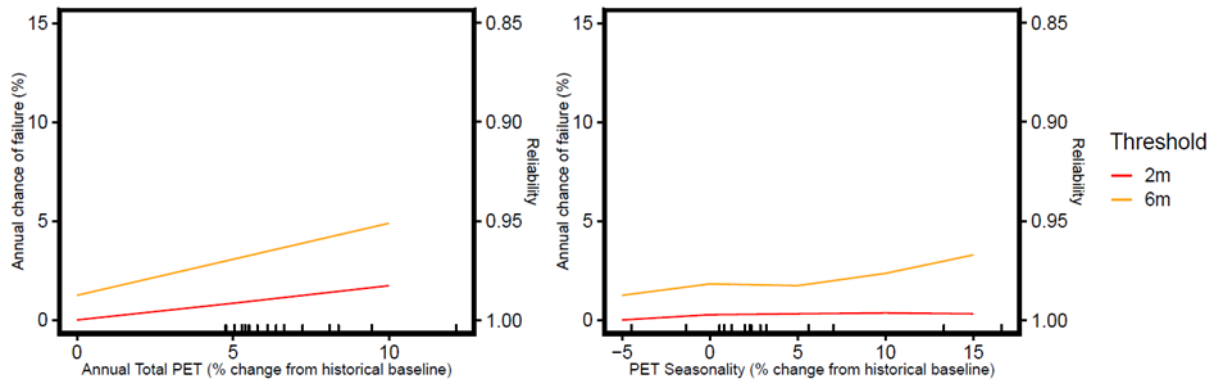 15
10
5
0
Annual chance of failure (%)
0.85
0.90
0.95
1.00
Reliability
0
5
10
Annual Total PET (% change from historical baseline)
15
10
5
0
Annual chance of failure (%)
0.85
0.90
0.95
1.00
Reliability
−5
0
5
10
15
PET Seasonality (% change from historical baseline)
Threshold
2m
6m